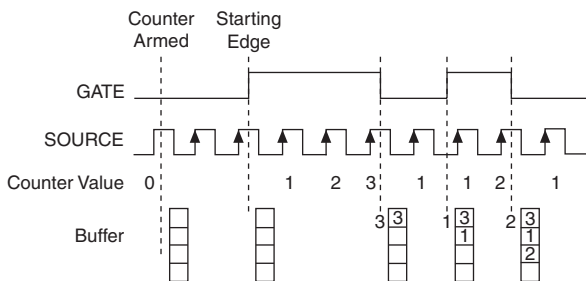 Counter Armed
Starting Edge
GATE
SOURCE
Counter Value 0 1 2 3 1 1 2 1
Buffer 3 3 1 3 2 3
1 1
2